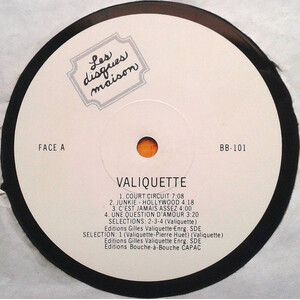 Les
disques
maison
FACE A
BB-101
VALIQUETTE
1. COURT CIRCUIT 7:08
2. JUNKIE - HOLLYWOOD 4.18
3. C'EST JAMAIS ASSEZ 4:00
4. UNE QUESTION D'AMOUR 3:20
SELECTIONS: 2-3-4 (Valiquette)
Editions Gilles Valiquette-Enrg. SDE
SELECTION: 1 (Valiquette-Pierre Huet) (Valiquette)
Editions Gilles Valiquette Enrg. SDE
Editions Bouche-à-Bouche CAPAC